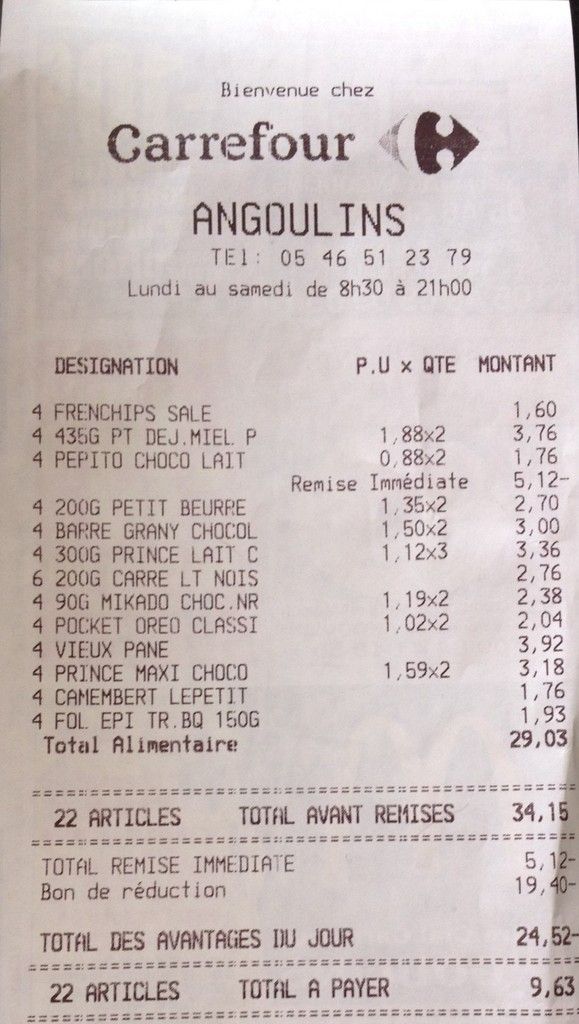 Bienvenue chez
Carrefour
ANGOULINS
TEl: 05 46 51 23 79
Lundi au samedi de 8h30 à 21h00
DESIGNATION P.U x QTE MONTANT
4 FRENCHIPS SALE 1,60
4 435G PT DEJ.MIEL P 1,88x2 3,76
4 PEPITO CHOCO LAIT 0,88x2 1,76
Remise Immédiate 5,12-
4 200G PETIT BEURRE 1,35x2 2,70
4 BARRE GRANY CHOCOL 1,50x2 3,00
4 300G PRINCE LAIT C 1,12x3 3,36
6 200G CARRE LT NOIS 2,76
4 90G MIKADO CHOC.NR 1,19x2 2,38
4 POCKET OREO CLASSI 1,02x2 2,04
4 VIEUX PANE 3,92
4 PRINCE MAXI CHOCO 1,59x2 3,18
4 CAMEMBERT LEPETIT 1,76
4 FOL EPI TR.BQ 150G 1,93
Total Alimentaire 29,03
22 ARTICLES TOTAL AVANT REMISES 34,15
TOTAL REMISE IMMEDIATE 5,12-
Bon de réduction 19,40-
TOTAL DES AVANTAGES DU JOUR 24,52-
22 ARTICLES TOTAL A PAYER 9,63